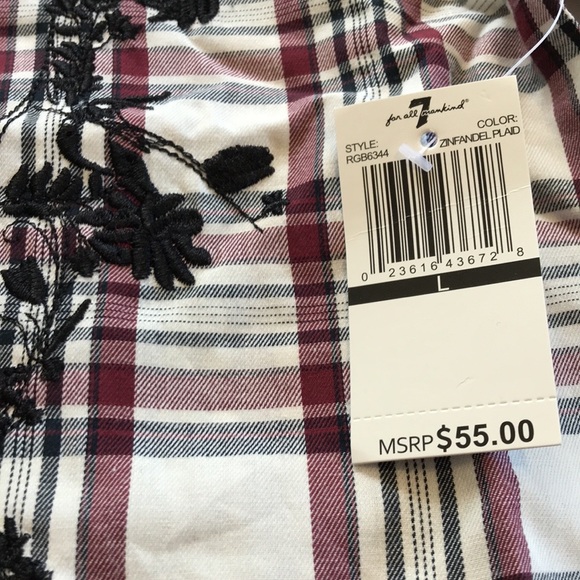 7
for all mankind®
STYLE:
RGB6344
COLOR:
ZINFANDEL PLAID
0 23616 43672 8
L
MSRP $55.00